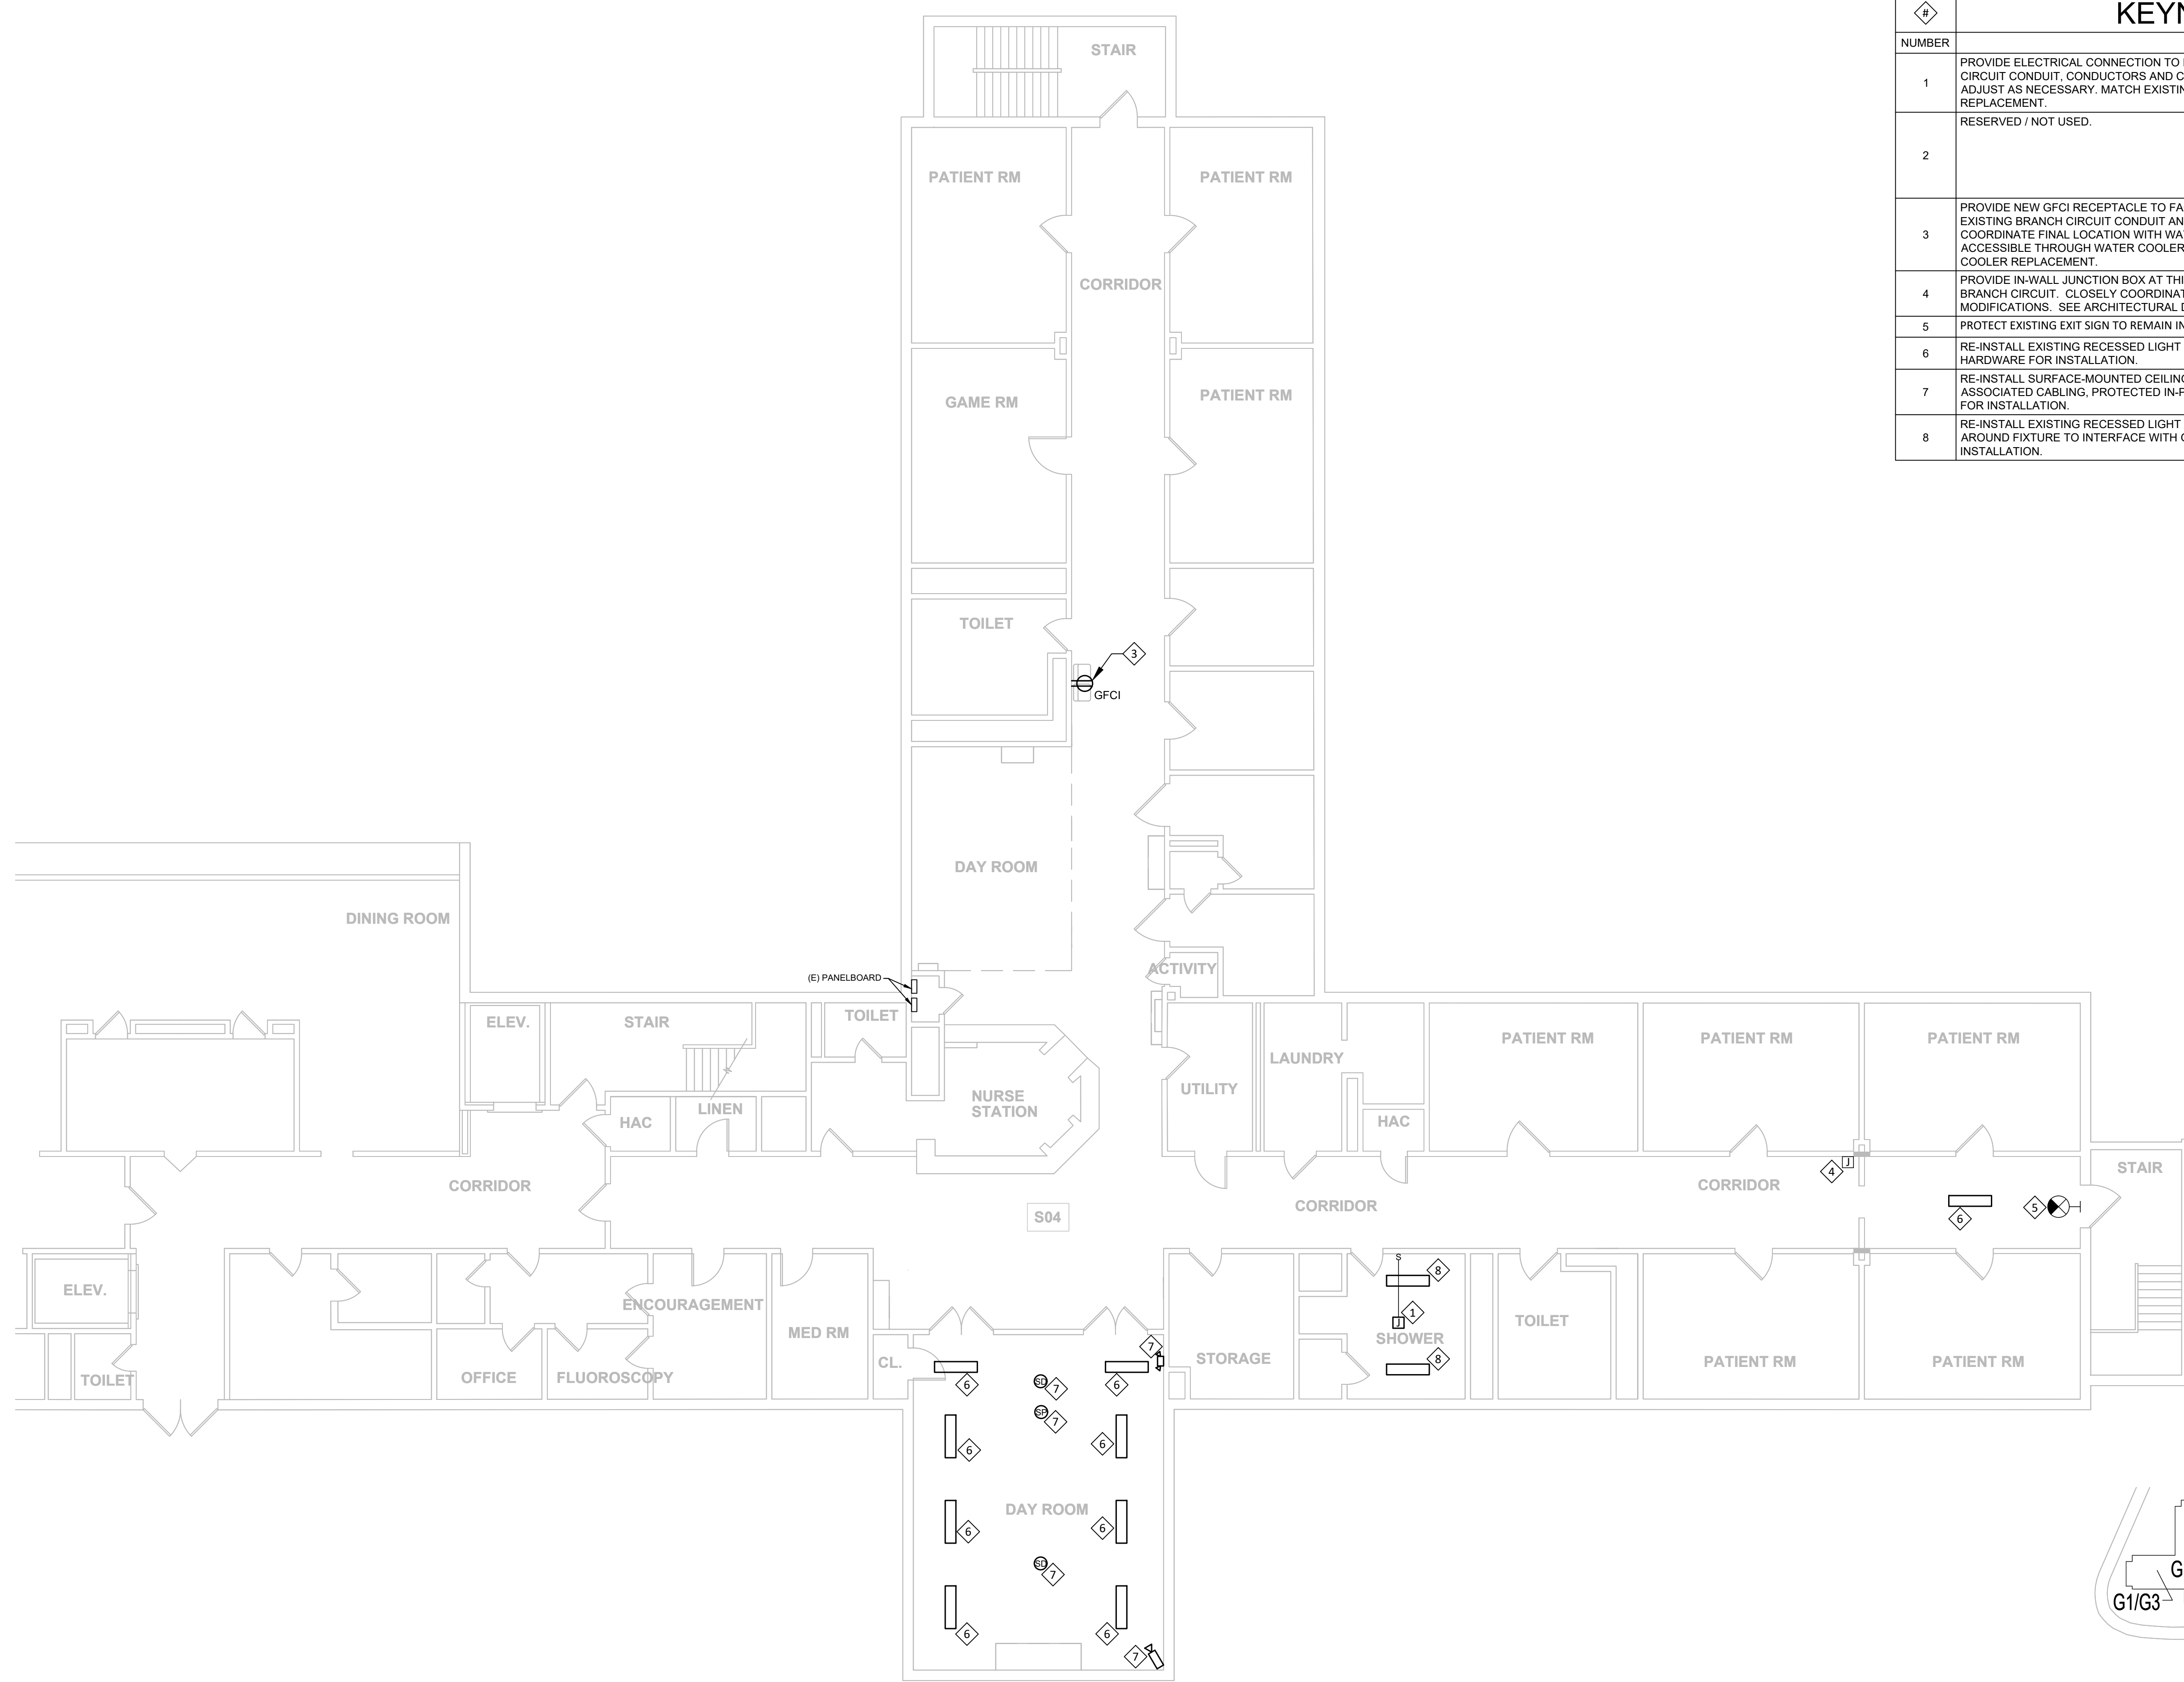 #
KEYN
NUMBER
1
PROVIDE ELECTRICAL CONNECTION TO
CIRCUIT CONDUIT, CONDUCTORS AND C
ADJUST AS NECESSARY. MATCH EXISTIN
REPLACEMENT.
2
RESERVED / NOT USED.
3
PROVIDE NEW GFCI RECEPTACLE TO FA
EXISTING BRANCH CIRCUIT CONDUIT AN
COORDINATE FINAL LOCATION WITH WA
ACCESSIBLE THROUGH WATER COOLER
COOLER REPLACEMENT.
4
PROVIDE IN-WALL JUNCTION BOX AT THI
BRANCH CIRCUIT. CLOSELY COORDINAT
MODIFICATIONS. SEE ARCHITECTURAL D
5
PROTECT EXISTING EXIT SIGN TO REMAIN IN
6
RE-INSTALL EXISTING RECESSED LIGHT
HARDWARE FOR INSTALLATION.
7
RE-INSTALL SURFACE-MOUNTED CEILING
ASSOCIATED CABLING, PROTECTED IN-P
FOR INSTALLATION.
8
RE-INSTALL EXISTING RECESSED LIGHT
AROUND FIXTURE TO INTERFACE WITH C
INSTALLATION.
STAIR
PATIENT RM
PATIENT RM
CORRIDOR
GAME RM
PATIENT RM
TOILET
3
GFCI
DAY ROOM
DINING ROOM
(E) PANELBOARD
ACTIVITY
ELEV.
STAIR
TOILET
NURSE
STATION
UTILITY
LAUNDRY
HAC
PATIENT RM
PATIENT RM
PATIENT RM
HAC
LINEN
CORRIDOR
S04
CORRIDOR
CORRIDOR
J
4
6
5
STAIR
ELEV.
TOILET
OFFICE
FLUOROSCOPY
ENCOURAGEMENT
MED RM
CL.
STORAGE
S
8
1
J
SHOWER
8
TOILET
PATIENT RM
PATIENT RM
7
6
SD
7
6
SP
7
6
6
DAY ROOM
6
6
SD
7
6
6
7
G
G1/G3